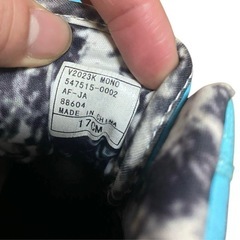 V2023K MONO
547515-0002
AF-JA
88604
MADE IN CHINA
17CM